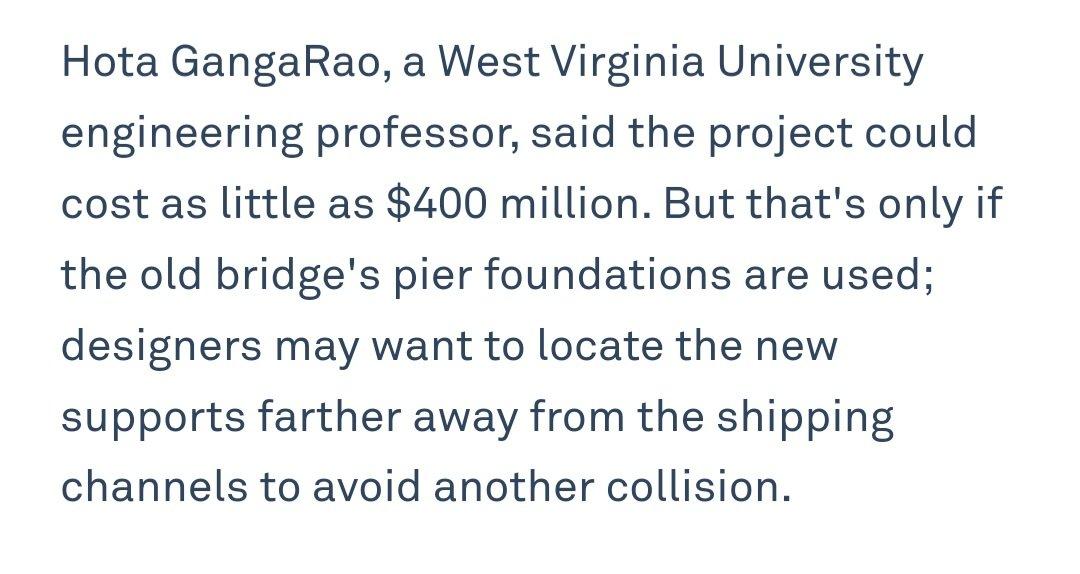 Hota GangaRao, a West Virginia University
engineering professor, said the project could
cost as little as $400 million. But that's only if
the old bridge's pier foundations are used;
designers may want to locate the new
supports farther away from the shipping
channels to avoid another collision.